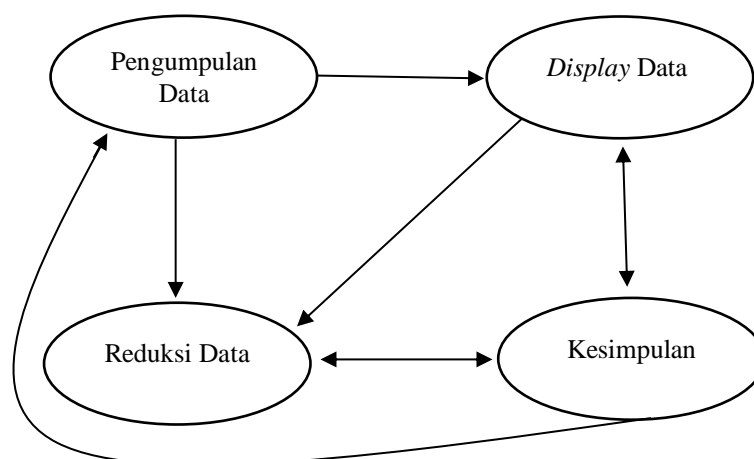 Pengumpulan
Data
Display Data
Reduksi Data
Kesimpulan